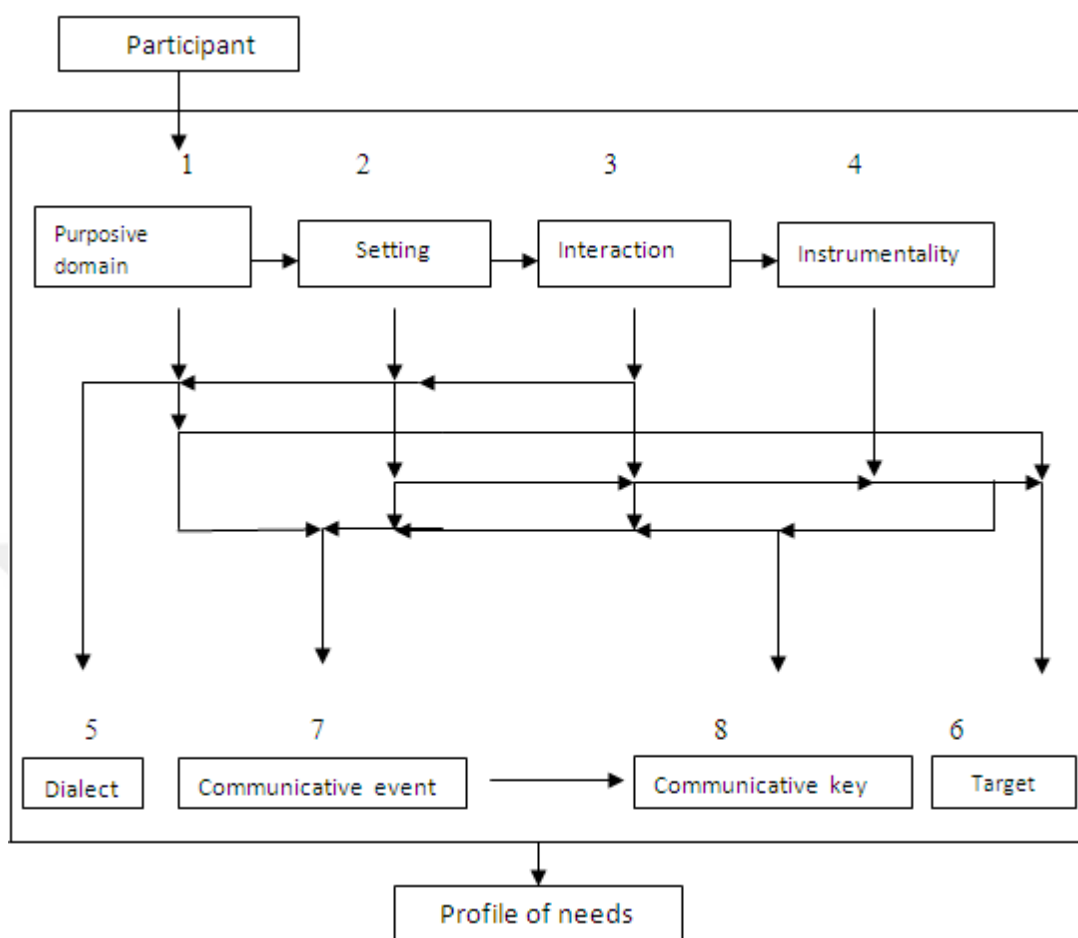 Participant
1 2 3 4
Purposive
domain
Setting
Interaction
Instrumentality
5 7 8 6
Dialect
Communicative event
Communicative key
Target
Profile of needs